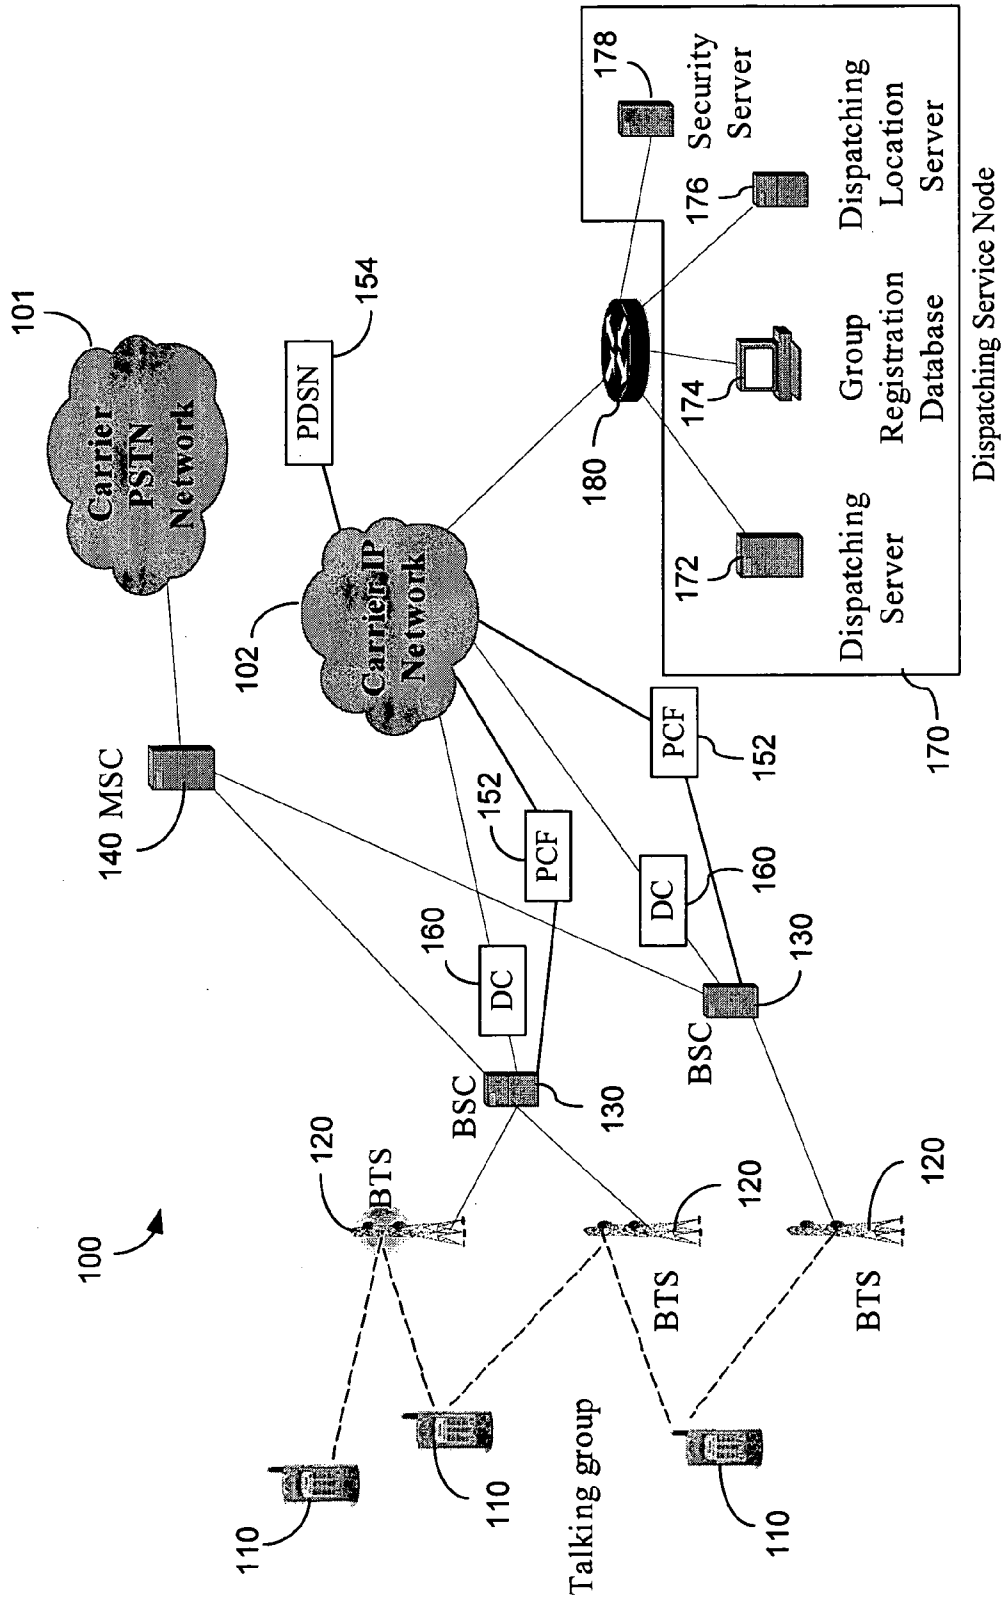 100
101
Carrier
PSTN
Network
140 MSC
PDSN
154
102
Carrier IP
Network
120
BTS
110
110
Talking group
110
BTS
120
BTS
120
BSC
130
BSC
130
160
DC
152
PCF
DC
160
PCF
152
180
178
Security
Server
176
Dispatching
Location
Server
174
Group
Registration
Database
172
Dispatching
Server
170
Dispatching Service Node